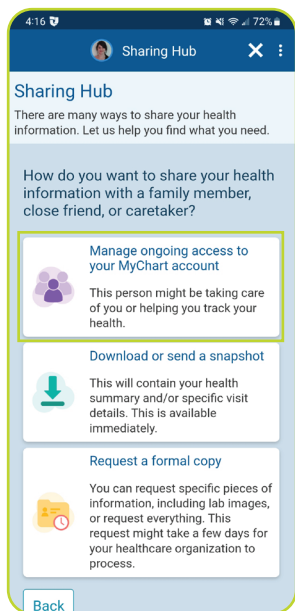 4:16 72%
Sharing Hub
Sharing Hub
There are many ways to share your health
information. Let us help you find what you need.
How do you want to share your health
information with a family member,
close friend, or caretaker?
Manage ongoing access to
your MyChart account
This person might be taking care
of you or helping you track your
health.
Download or send a snapshot
This will contain your health
summary and/or specific visit
details. This is available
immediately.
Request a formal copy
You can request specific pieces of
information, including lab images,
or request everything. This
request might take a few days for
your healthcare organization to
process.
Back